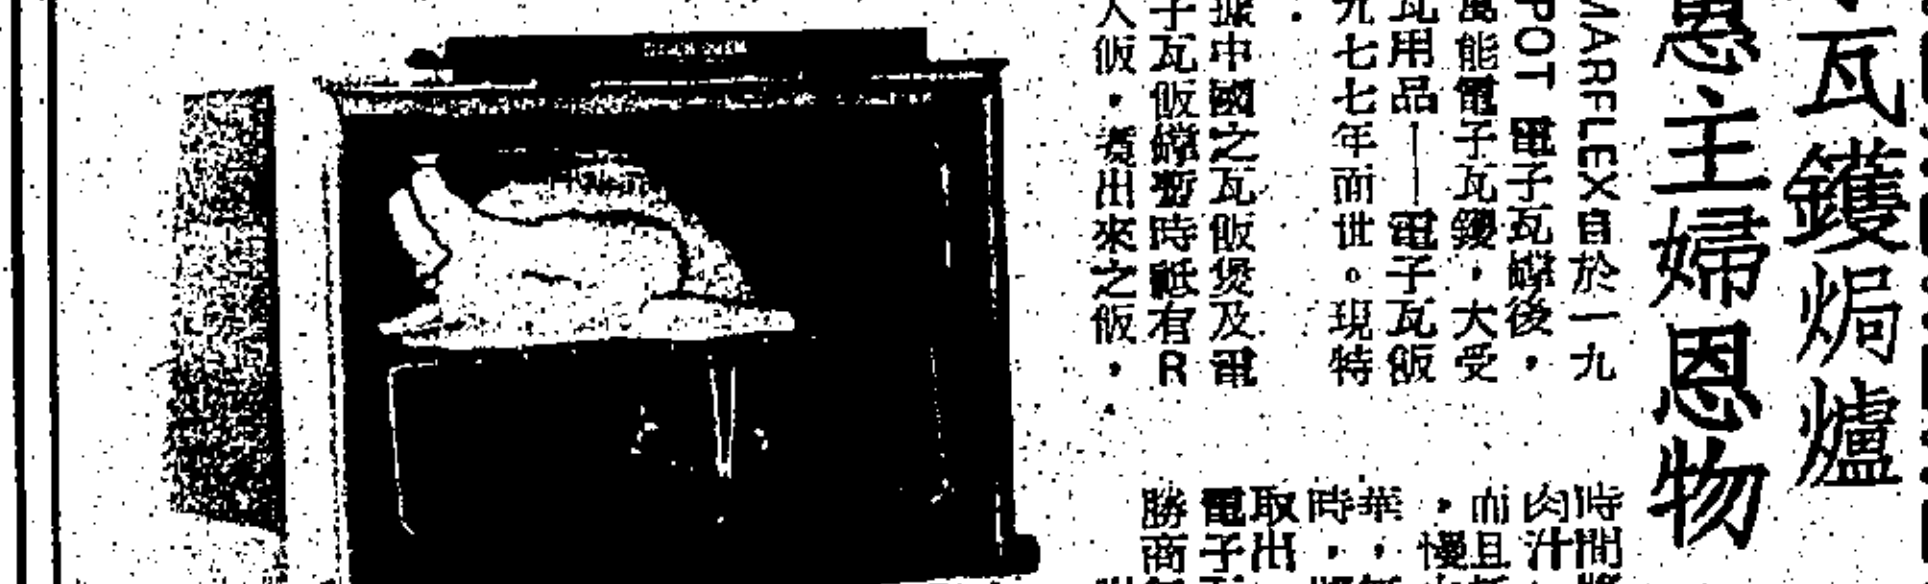 瓦鑊焗爐
惠主婦恩物
MARFLEX自於一九
POT 電子瓦罉後，
萬能電子瓦鑊，大受
瓦用品——電子瓦飯
九七七年面世。現特
據中國之瓦飯煲及電
子瓦飯罉暫時祗有R
人飯，煑出來之飯，
時間
肉汁
而且
，慢
華，
時，
取出
電子
勝商